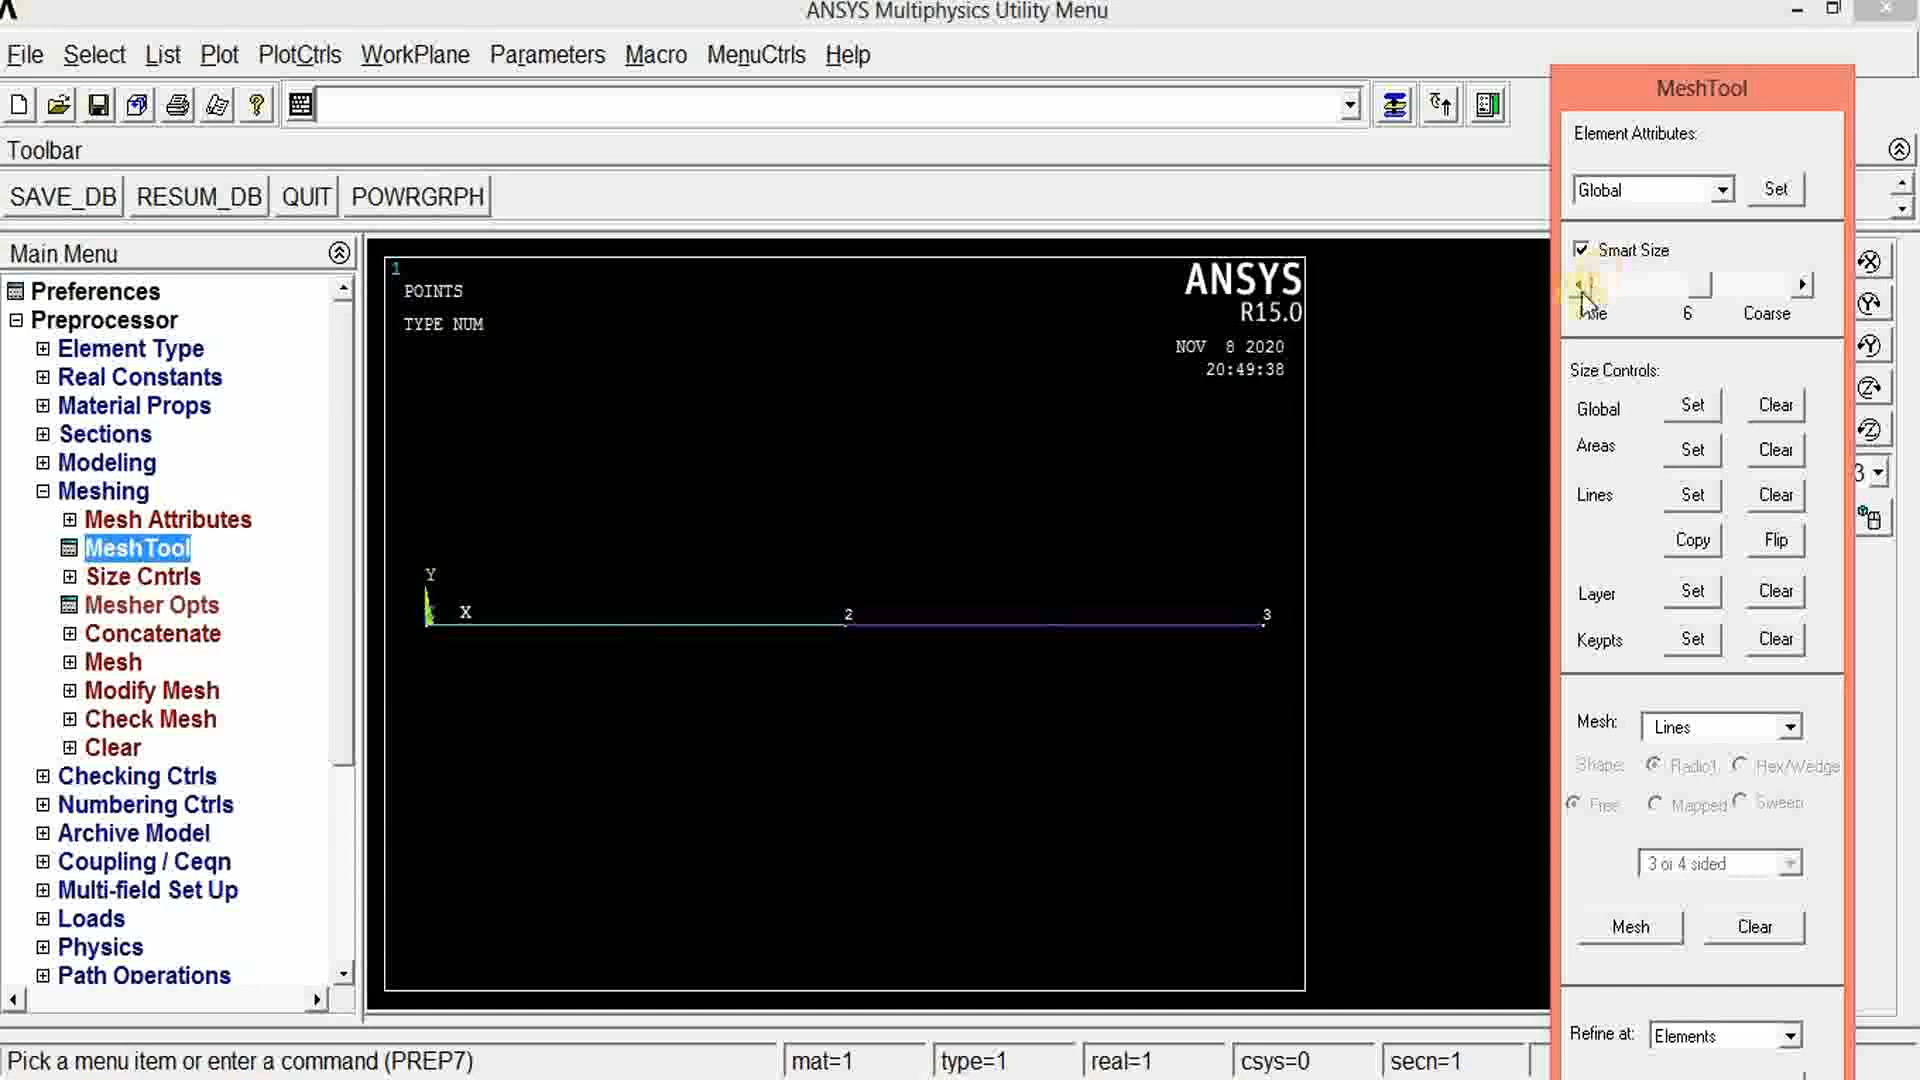 ANSYS Multiphysics Utility Menu
File Select List Plot PlotCtrls WorkPlane Parameters Macro MenuCtrls Help
MeshTool
Toolbar
SAVE_DB RESUM_DB QUIT POWRGRPH
Main Menu
Preferences
Preprocessor
Element Type
Real Constants
Material Props
Sections
Modeling
Meshing
Mesh Attributes
MeshTool
Size Cntrls
Mesher Opts
Concatenate
Mesh
Modify Mesh
Check Mesh
Clear
Checking Ctrls
Numbering Ctrls
Archive Model
Coupling / Ceqn
Multi-field Set Up
Loads
Physics
Path Operations
1
POINTS
TYPE NUM
ANSYS
R15.0
NOV 8 2020
20:49:38
Y
X
2
3
Element Attributes:
Global Set
Smart Size
6 Coarse
Size Controls:
Global Set Clear
Areas Set Clear
Lines Set Clear
Copy Flip
Layer Set Clear
Keypts Set Clear
Mesh: Lines
Shape: Radio1 Hex/Wedge
Free Mapped Sweep
3 or 4 sided
Mesh Clear
Refine at: Elements
X
Y
Y
Z
Z
3
Pick a menu item or enter a command (PREP7)
mat=1 type=1 real=1 csys=0 secn=1